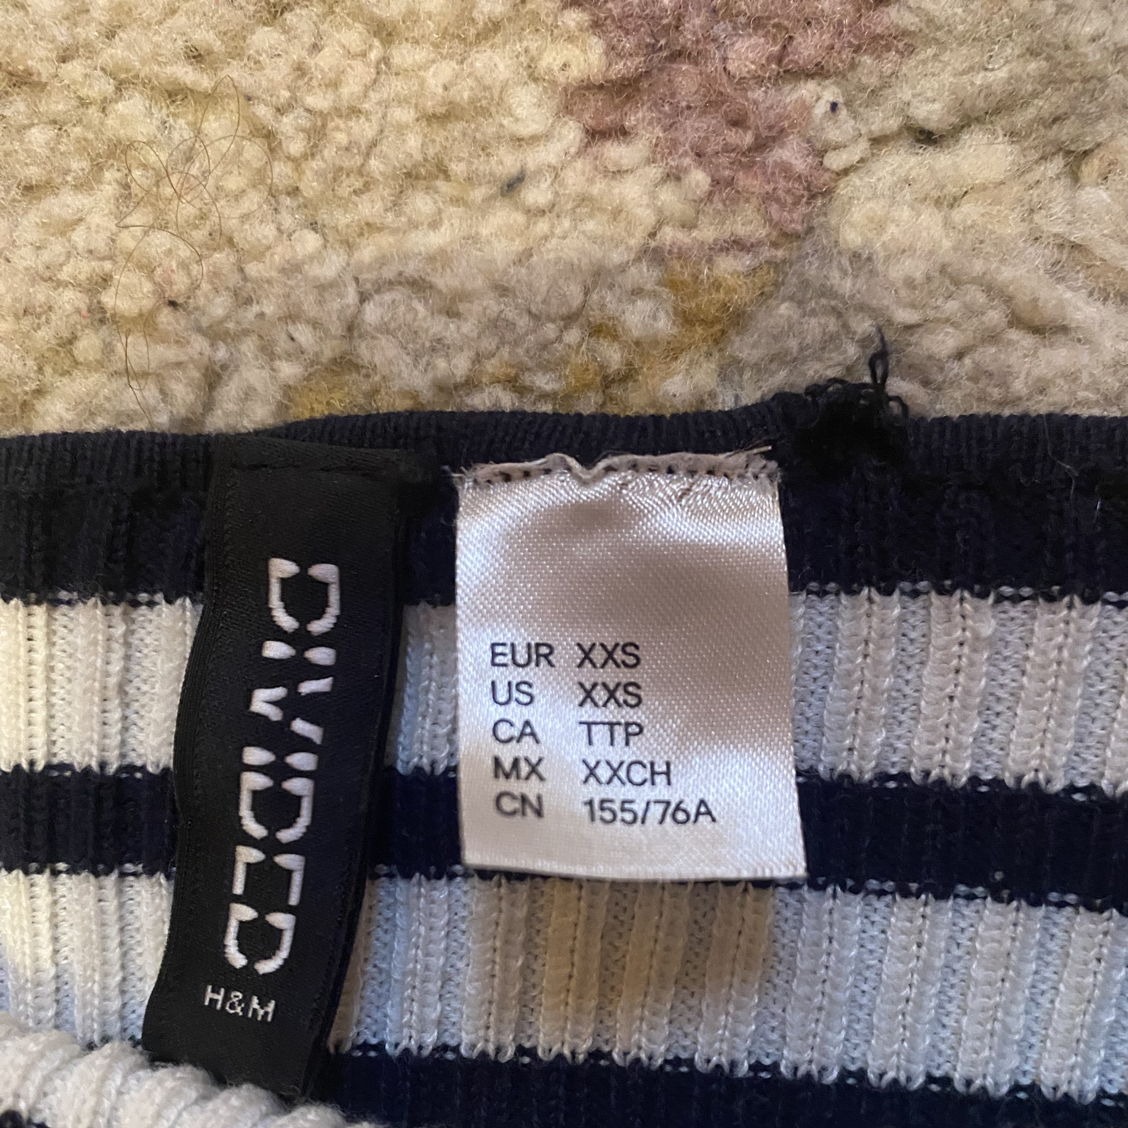 DIVIDED
H&M
EUR XXS
US XXS
CA TTP
MX XXCH
CN 155/76A